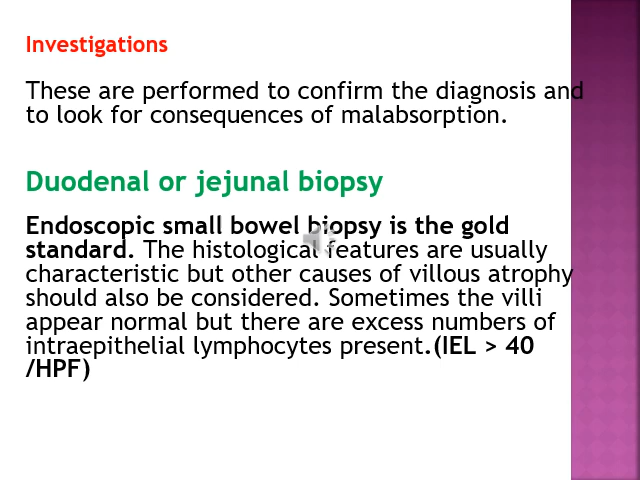 Investigations
These are performed to confirm the diagnosis and
to look for consequences of malabsorption.
Duodenal or jejunal biopsy
Endoscopic small bowel biopsy is the gold
standard. The histological features are usually
characteristic but other causes of villous atrophy
should also be considered. Sometimes the villi
appear normal but there are excess numbers of
intraepithelial lymphocytes present.(IEL > 40
/HPF)